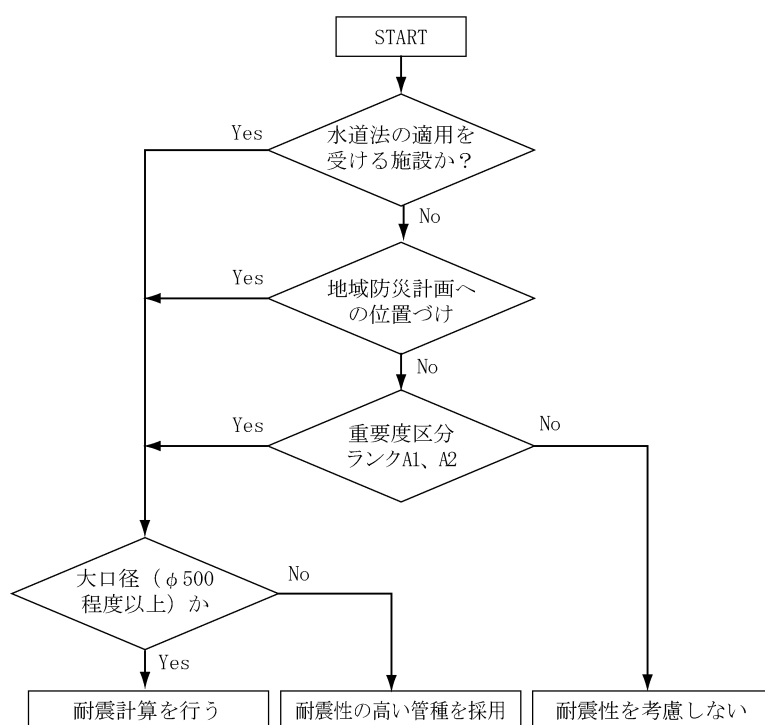 START
水道法の適用を
受ける施設か？
Yes
No
地域防災計画へ
の位置づけ
Yes
No
重要度区分
ランクA1、A2
Yes
No
大口径（φ500
程度以上）か
No
Yes
耐震計算を行う
耐震性の高い管種を採用
耐震性を考慮しない